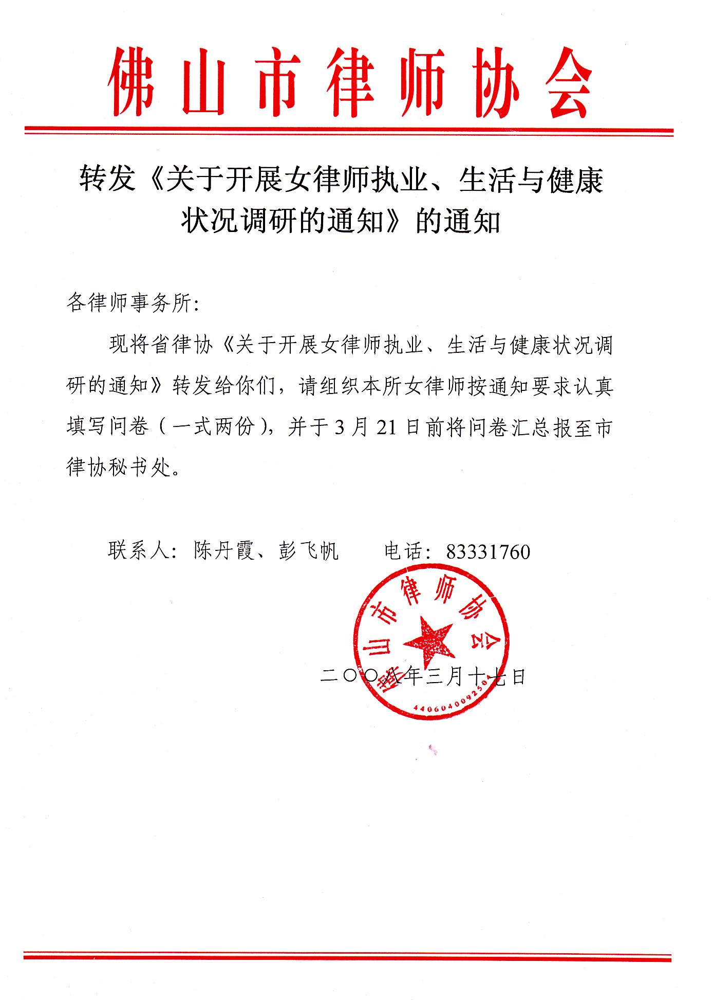 佛山市律师协会
转发《关于开展女律师执业、生活与健康
状况调研的通知》的通知
各律师事务所：
现将省律协《关于开展女律师执业、生活与健康状况调
研的通知》转发给你们，请组织本所女律师按通知要求认真
填写问卷（一式两份），并于 3 月 21 日前将问卷汇总报至市
律协秘书处。
联系人：陈丹霞、彭飞帆 电话：83331760
佛山市律师协会
二〇〇八年三月十七日
4406040092504